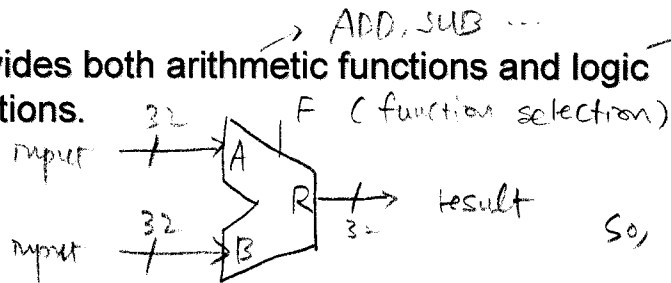 ADD, SUB ...
vides both arithmetic functions and logic
tions.
F (function selection)
32
input
A
R
result
32
32
input
B
So,